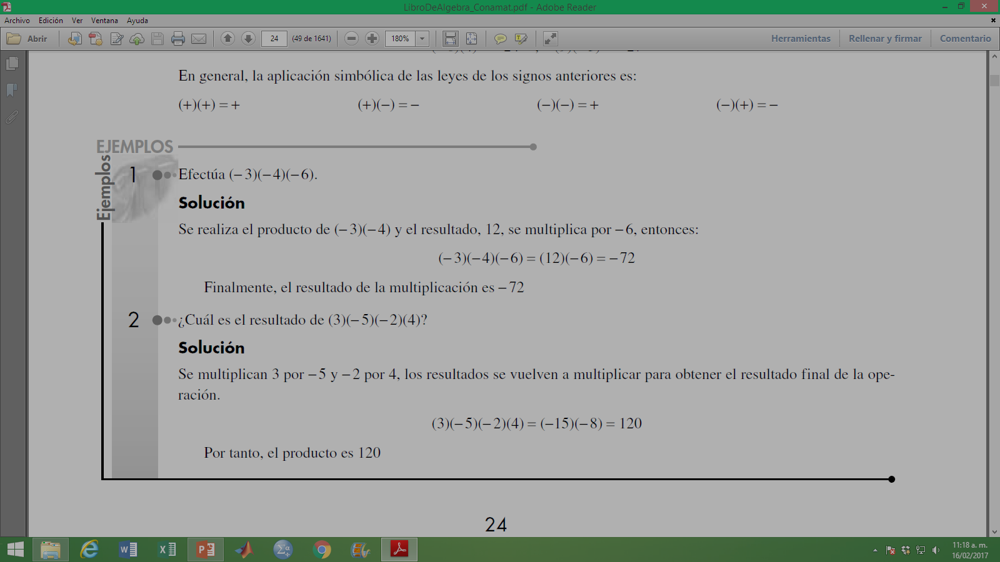 LibroDeAlgebra_Conamat.pdf - Adobe Reader
Archivo Edición Ver Ventana Ayuda
Abrir 24 (49 de 1641) 180% Herramientas Rellenar y firmar Comentario
En general, la aplicación simbólica de las leyes de los signos anteriores es:
(+)(+) = + (+)(−) = − (−)(−) = + (−)(+) = −
EJEMPLOS
Ejemplos
1 Efectúa (−3)(−4)(−6).
Solución
Se realiza el producto de (−3)(−4) y el resultado, 12, se multiplica por −6, entonces:
(−3)(−4)(−6) = (12)(−6) = −72
Finalmente, el resultado de la multiplicación es −72
2 ¿Cuál es el resultado de (3)(−5)(−2)(4)?
Solución
Se multiplican 3 por −5 y −2 por 4, los resultados se vuelven a multiplicar para obtener el resultado final de la ope-
ración.
(3)(−5)(−2)(4) = (−15)(−8) = 120
Por tanto, el producto es 120
24
11:18 a. m.
16/02/2017